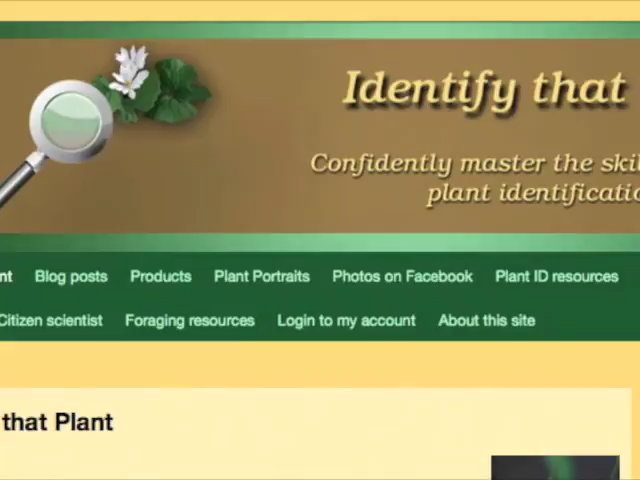 Identify that
Confidently master the skil
plant identificatio
nt Blog posts Products Plant Portraits Photos on Facebook Plant ID resources
Citizen scientist Foraging resources Login to my account About this site
that Plant